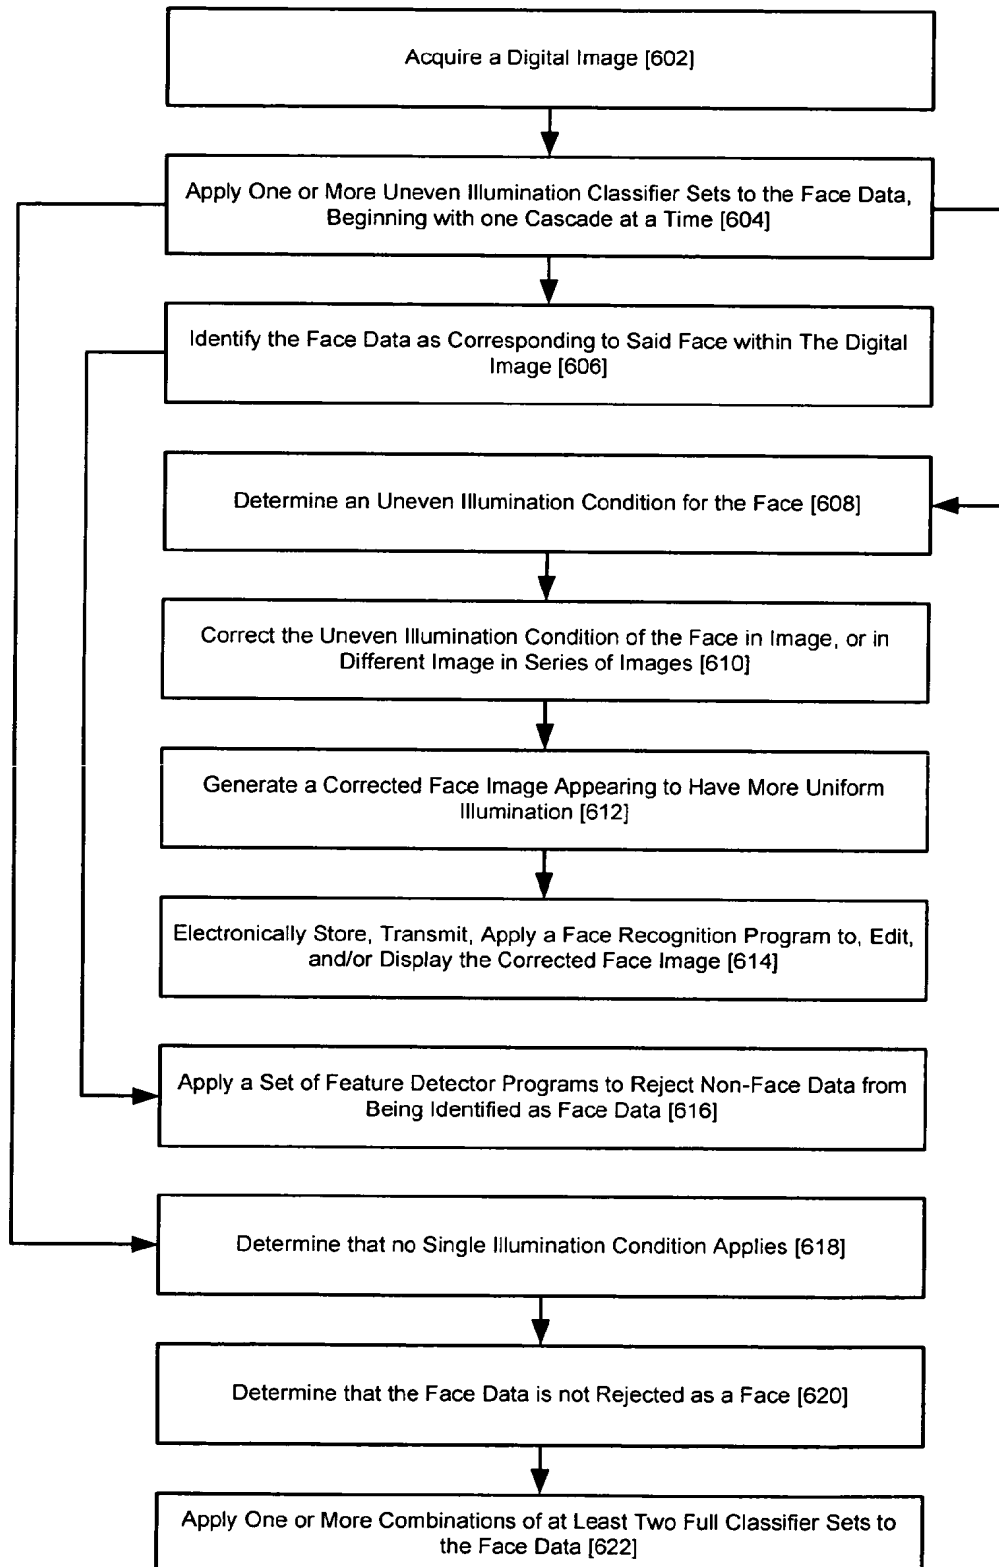 Acquire a Digital Image [602]
Apply One or More Uneven Illumination Classifier Sets to the Face Data,
Beginning with one Cascade at a Time [604]
Identify the Face Data as Corresponding to Said Face within The Digital
Image [606]
Determine an Uneven Illumination Condition for the Face [608]
Correct the Uneven Illumination Condition of the Face in Image, or in
Different Image in Series of Images [610]
Generate a Corrected Face Image Appearing to Have More Uniform
Illumination [612]
Electronically Store, Transmit, Apply a Face Recognition Program to, Edit,
and/or Display the Corrected Face Image [614]
Apply a Set of Feature Detector Programs to Reject Non-Face Data from
Being Identified as Face Data [616]
Determine that no Single Illumination Condition Applies [618]
Determine that the Face Data is not Rejected as a Face [620]
Apply One or More Combinations of at Least Two Full Classifier Sets to
the Face Data [622]